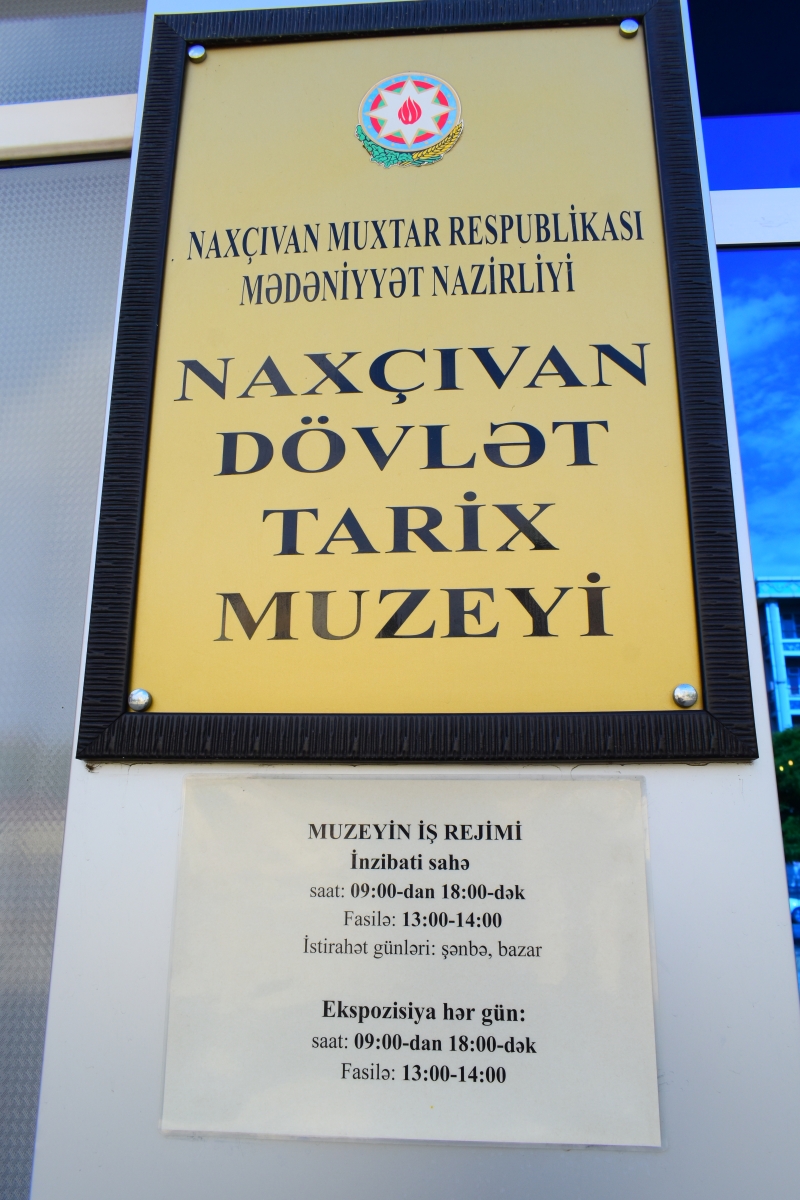 NAXÇIVAN MUXTAR RESPUBLİKASI
MƏDƏNİYYƏT NAZİRLİYİ
NAXÇIVAN
DÖVLƏT
TARİX
MUZEYİ
MUZEYİN İŞ REJİMİ
İnzibati sahə
saat: 09:00-dan 18:00-dək
Fasilə: 13:00-14:00
İstirahət günləri: şənbə, bazar
Ekspozisiya hər gün:
saat: 09:00-dan 18:00-dək
Fasilə: 13:00-14:00